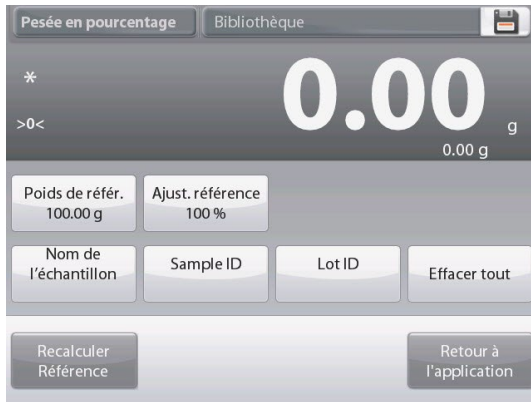 Pesée en pourcentage
Bibliothèque
*
0.00 g
>0<
0.00 g
Poids de référ.
100.00 g
Ajust. référence
100 %
Nom de
l'échantillon
Sample ID
Lot ID
Effacer tout
Recalculer
Référence
Retour à
l'application